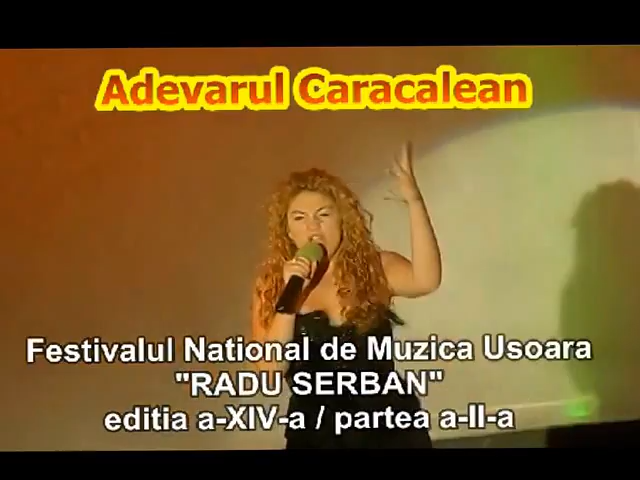 Adevarul Caracalean
Festivalul National de Muzica Usoara
"RADU SERBAN"
editia a-XIV-a / partea a-II-a